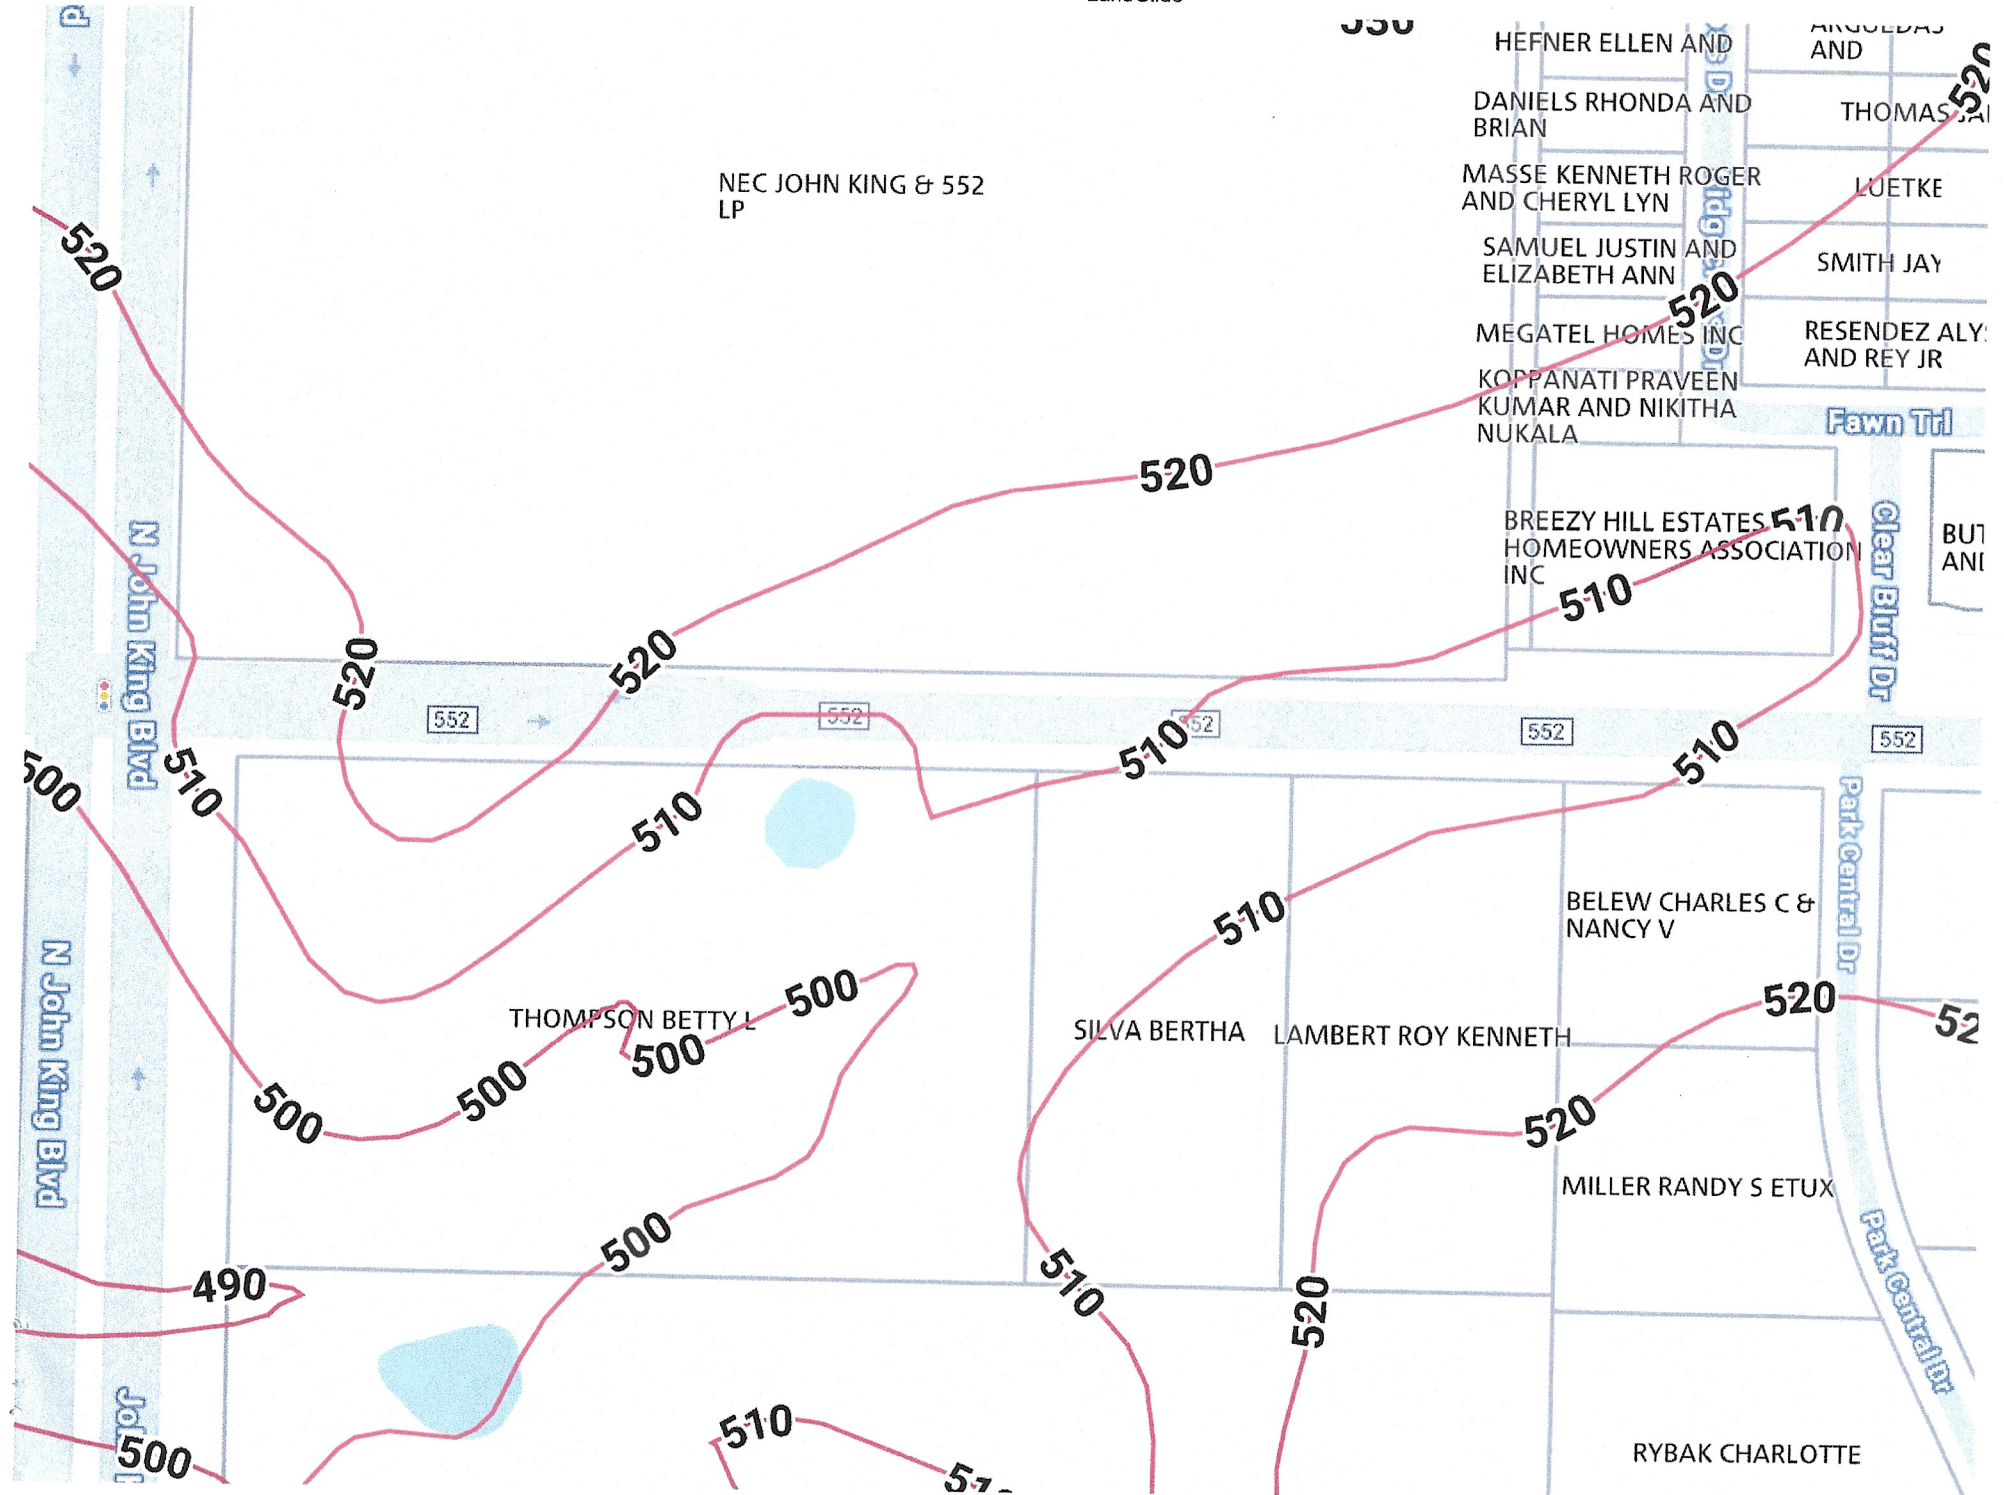 HEFNER ELLEN AND
AND
520
DANIELS RHONDA AND
BRIAN
THOMAS
MASSE KENNETH ROGER
AND CHERYL LYN
LUETKE
NEC JOHN KING & 552
LP
520
SAMUEL JUSTIN AND
ELIZABETH ANN
SMITH JAY
520
MEGATEL HOMES INC
RESENDEZ
AND REY JR
KOPPANATI PRAVEEN
KUMAR AND NIKITHA
NUKALA
Fawn Trl
520
BREEZY HILL ESTATES
HOMEOWNERS ASSOCIATION
INC
510
510
Clear Bluff Dr
N John King Blvd
520
520
552
552
552
552
552
510
510
510
500
510
Park Central Dr
BELEW CHARLES C &
NANCY V
510
N John King Blvd
500
THOMPSON BETTY L
500
500
500
SILVA BERTHA
LAMBERT ROY KENNETH
520
520
MILLER RANDY S ETUX
500
510
490
520
Park Central Dr
510
500
RYBAK CHARLOTTE